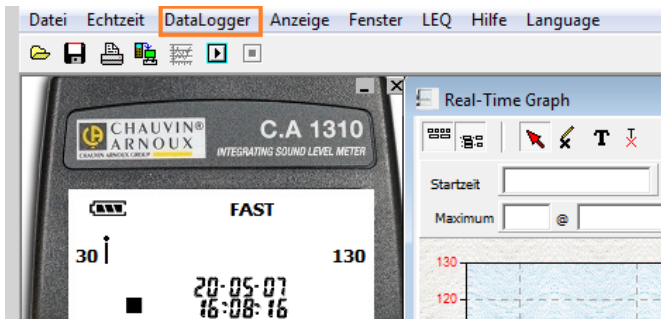 Datei Echtzeit DataLogger Anzeige Fenster LEQ Hilfe Language
Real-Time Graph
CHAUVIN®
ARNOUX
CHAUVIN ARNOUX GROUP
C.A 1310
INTEGRATING SOUND LEVEL METER
T T
Startzeit
FAST
Maximum @
30 130
130
20-05-07
16:08:16
120